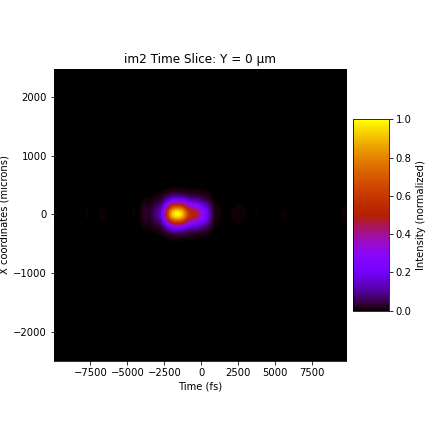 im2 Time Slice: Y = 0 μm
X coordinates (microns)
2000
1000
0
−1000
−2000
−7500 −5000 −2500 0 2500 5000 7500
Time (fs)
1.0
0.8
0.6
0.4
0.2
0.0
Intensity (normalized)